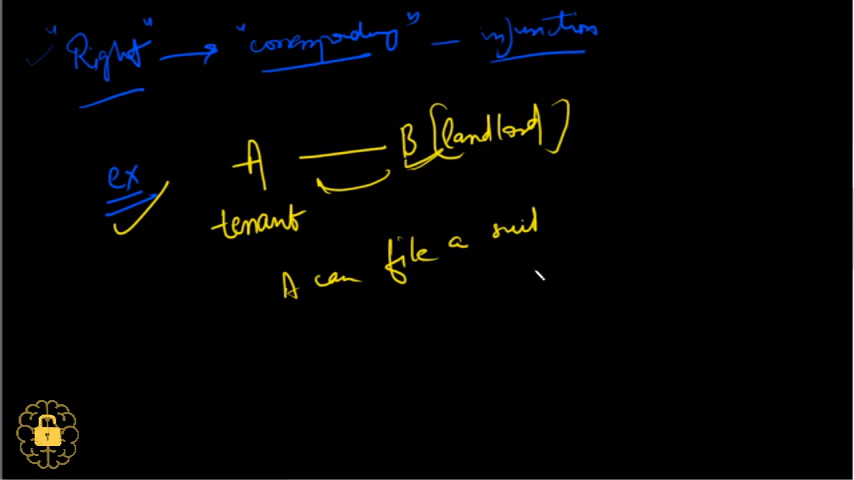 "Right" → "corresponding" - injunction
ex A — B [landlord]
tenant
A can file a suit